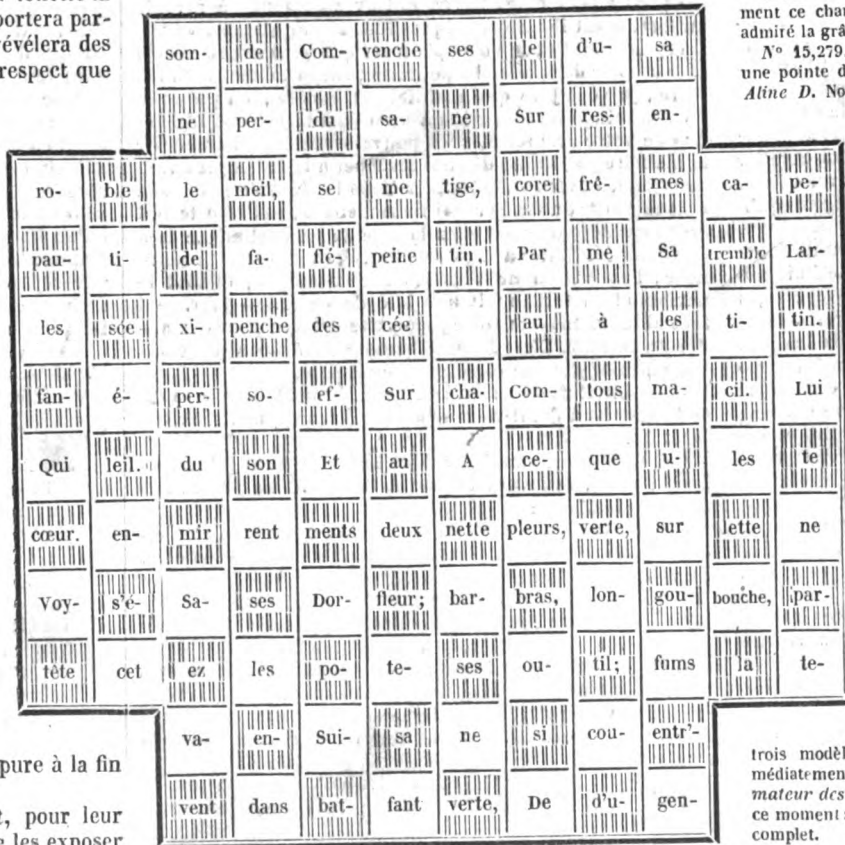 portera par-
évélera des
respect que
ment ce char
admiré la grâ
N° 15,279.
une pointe d
Aline D. No
som- de Com- venche ses le d'u- sa
ne per- du sa- ne Sur res- en-
ro- ble le meil, se me tige, core frê- mes ca- pe-
pau- ti- de fa- flé- peine tin, Par me Sa tremble Lar-
les sée xi- penche des cée au à les ti- tin.
fan- é- per- so- ef- Sur cha- Com- tous ma- cil. Lui
Qui leil. du son Et au A ce- que u- les te
cœur. en- mir rent ments deux nette pleurs, verte, sur lette ne
Voy- s'é- Sa- ses Dor- fleur; bar- bras, lon- gou- bouche, par-
tête cet ez les po- te- ses ou- til; fums la te-
va- en- Sui- sa ne si cou- entr'-
vent dans bat- fant verte, De d'u- gen-
pure à la fin
t, pour leur
les exposer
trois modèl
médiatemen
mateur des
ce moment s
complet.